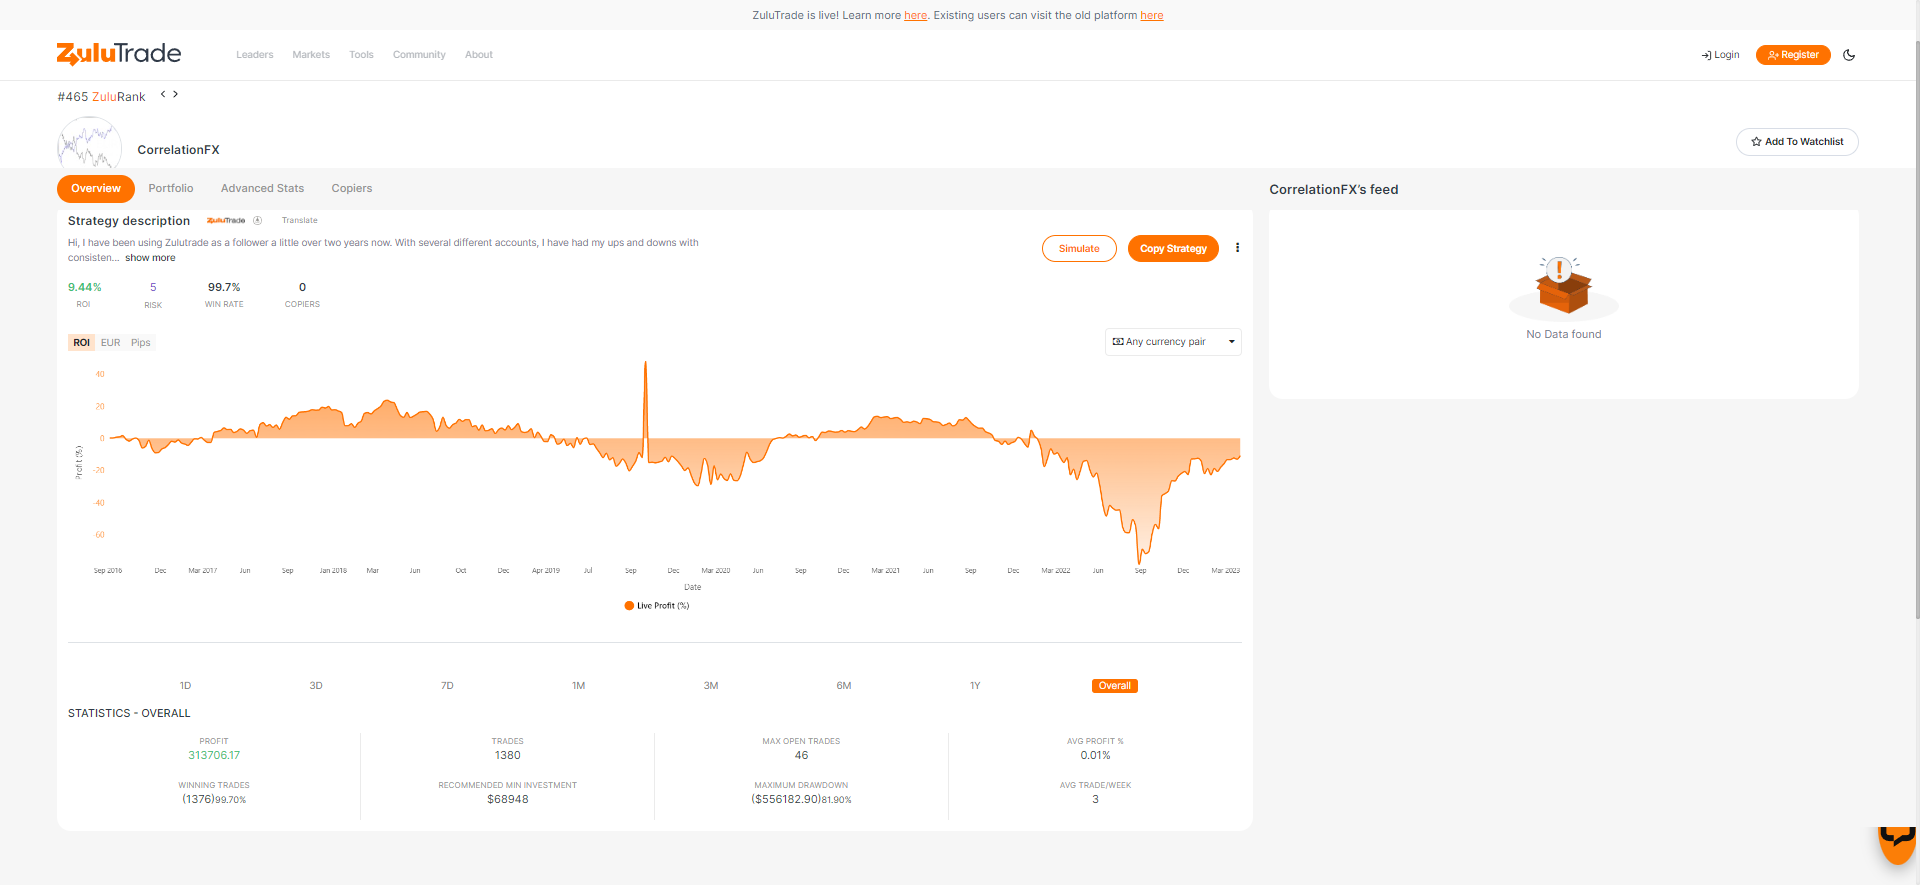 ZuluTrade is live! Learn more here. Existing users can visit the old platform here
ZuluTrade
Leaders Markets Tools Community About
Login
Register
#465 ZuluRank
CorrelationFX
Add To Watchlist
Overview Portfolio Advanced Stats Copiers
CorrelationFX's feed
Strategy description ZuluTrade Translate
Hi, I have been using Zulutrade as a follower a little over two years now. With several different accounts, I have had my ups and downs with
consisten... show more
Simulate
Copy Strategy
9.44% 5 99.7% 0
ROI RISK WIN RATE COPIERS
No Data found
ROI EUR Pips
Any currency pair
40
20
0
-20
-40
-60
Profit (%)
Sep 2016 Dec Mar 2017 Jun Sep Jan 2018 Mar Jun Oct Dec Apr 2019 Jul Sep Dec Mar 2020 Jun Sep Dec Mar 2021 Jun Sep Dec Mar 2022 Jun Sep Dec Mar 2023
Date
Live Profit (%)
1D 3D 7D 1M 3M 6M 1Y Overall
STATISTICS - OVERALL
PROFIT TRADES MAX OPEN TRADES AVG PROFIT %
313706.17 1380 46 0.01%
WINNING TRADES RECOMMENDED MIN INVESTMENT MAXIMUM DRAWDOWN AVG TRADE/WEEK
(1376)99.70% $68948 ($556182.90)81.90% 3